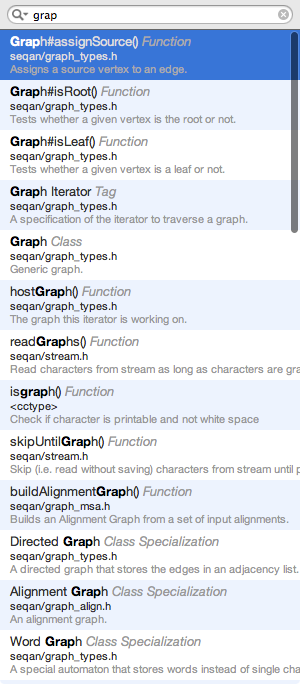 grap
Graph#assignSource() Function
seqan/graph_types.h
Assigns a source vertex to an edge.
Graph#isRoot() Function
seqan/graph_types.h
Tests whether a given vertex is the root or not.
Graph#isLeaf() Function
seqan/graph_types.h
Tests whether a given vertex is a leaf or not.
Graph Iterator Tag
seqan/graph_types.h
A specification of the iterator to traverse a graph.
Graph Class
seqan/graph_types.h
Generic graph.
hostGraph() Function
seqan/graph_types.h
The graph this iterator is working on.
readGraphs() Function
seqan/stream.h
Read characters from stream as long as characters are gra
isgraph() Function
<cctype>
Check if character is printable and not white space
skipUntilGraph() Function
seqan/stream.h
Skip (i.e. read without saving) characters from stream until p
buildAlignmentGraph() Function
seqan/graph_msa.h
Builds an Alignment Graph from a set of input alignments.
Directed Graph Class Specialization
seqan/graph_types.h
A directed graph that stores the edges in an adjacency list.
Alignment Graph Class Specialization
seqan/graph_align.h
An alignment graph.
Word Graph Class Specialization
seqan/graph_types.h
A special automaton that stores words instead of single cha